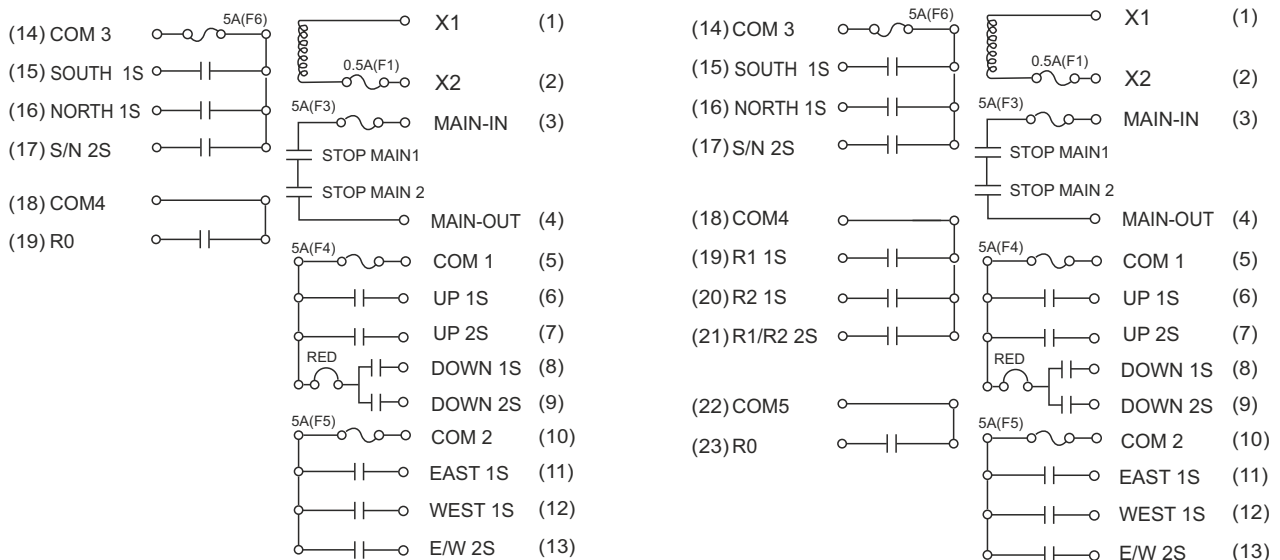 5A(F6)
(14) COM 3
(15) SOUTH 1S
(16) NORTH 1S
(17) S/N 2S
(18) COM4
(19) R0
X1 (1)
0.5A(F1)
X2 (2)
5A(F3)
MAIN-IN (3)
STOP MAIN1
STOP MAIN 2
MAIN-OUT (4)
5A(F4)
COM 1 (5)
UP 1S (6)
UP 2S (7)
RED
DOWN 1S (8)
DOWN 2S (9)
5A(F5)
COM 2 (10)
EAST 1S (11)
WEST 1S (12)
E/W 2S (13)
5A(F6)
(14) COM 3
(15) SOUTH 1S
(16) NORTH 1S
(17) S/N 2S
(18) COM4
(19) R1 1S
(20) R2 1S
(21) R1/R2 2S
(22) COM5
(23) R0
X1 (1)
0.5A(F1)
X2 (2)
5A(F3)
MAIN-IN (3)
STOP MAIN1
STOP MAIN 2
MAIN-OUT (4)
5A(F4)
COM 1 (5)
UP 1S (6)
UP 2S (7)
RED
DOWN 1S (8)
DOWN 2S (9)
5A(F5)
COM 2 (10)
EAST 1S (11)
WEST 1S (12)
E/W 2S (13)